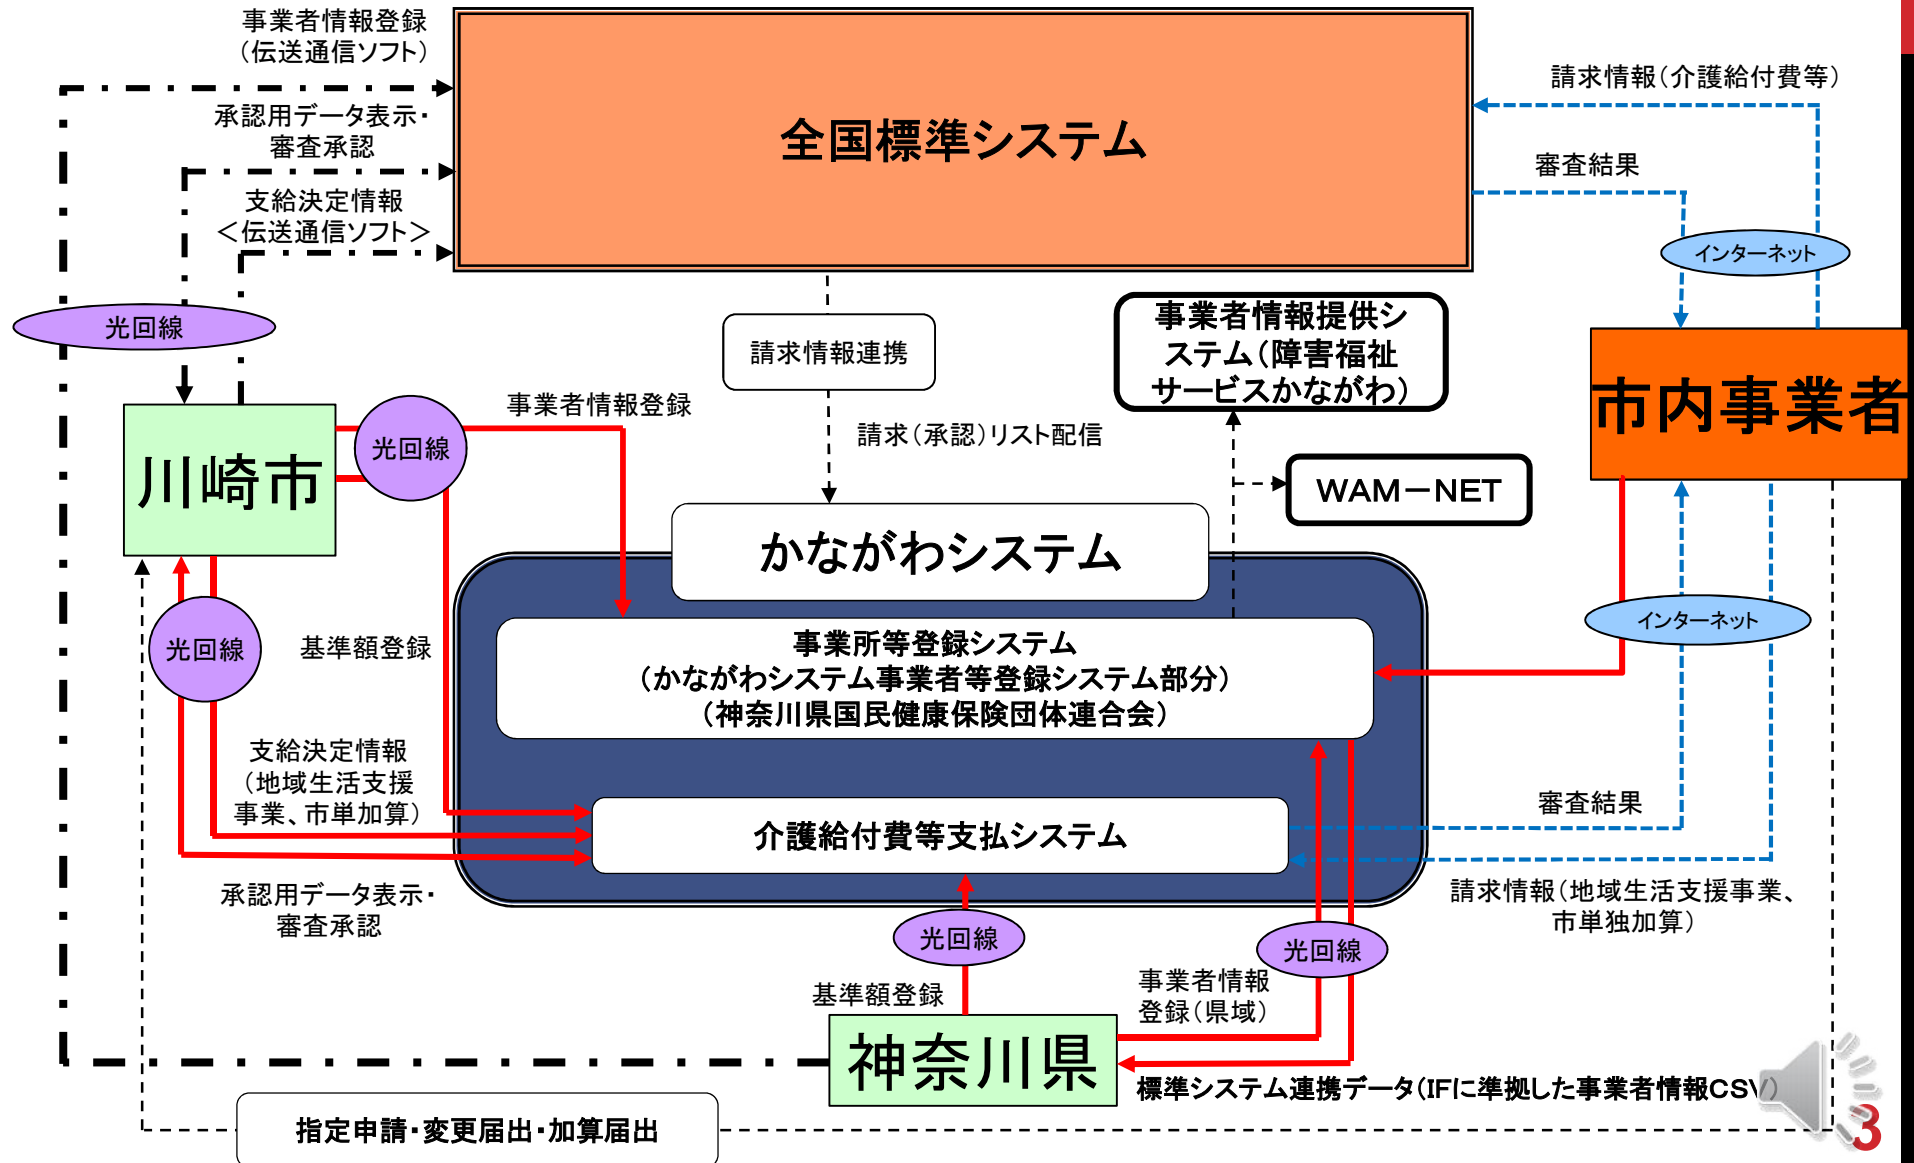 事業者情報登録
（伝送通信ソフト）
承認用データ表示・
審査承認
支給決定情報
＜伝送通信ソフト＞
全国標準システム
請求情報（介護給付費等）
審査結果
インターネット
光回線
請求情報連携
事業者情報提供シ
ステム（障害福祉
サービスかながわ）
市内事業者
川崎市
光回線
事業者情報登録
請求（承認）リスト配信
WAM－NET
かながわシステム
光回線
基準額登録
事業所等登録システム
（かながわシステム事業者等登録システム部分）
（神奈川県国民健康保険団体連合会）
インターネット
支給決定情報
（地域生活支援
事業、市単加算）
介護給付費等支払システム
審査結果
承認用データ表示・
審査承認
請求情報（地域生活支援事業、
市単独加算）
光回線
光回線
基準額登録
事業者情報
登録（県域）
神奈川県
標準システム連携データ（IFに準拠した事業者情報CSV）
指定申請・変更届出・加算届出
3